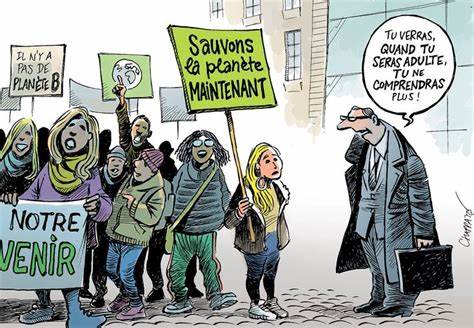 IL N'Y A
PAS DE
PLANÈTE B
Sauvons
la planète
MAINTENANT
TU VERRAS,
QUAND TU
SERAS ADULTE,
TU NE
COMPRENDRAS
PLUS !
NOTRE
VENIR
CHAPPATTE